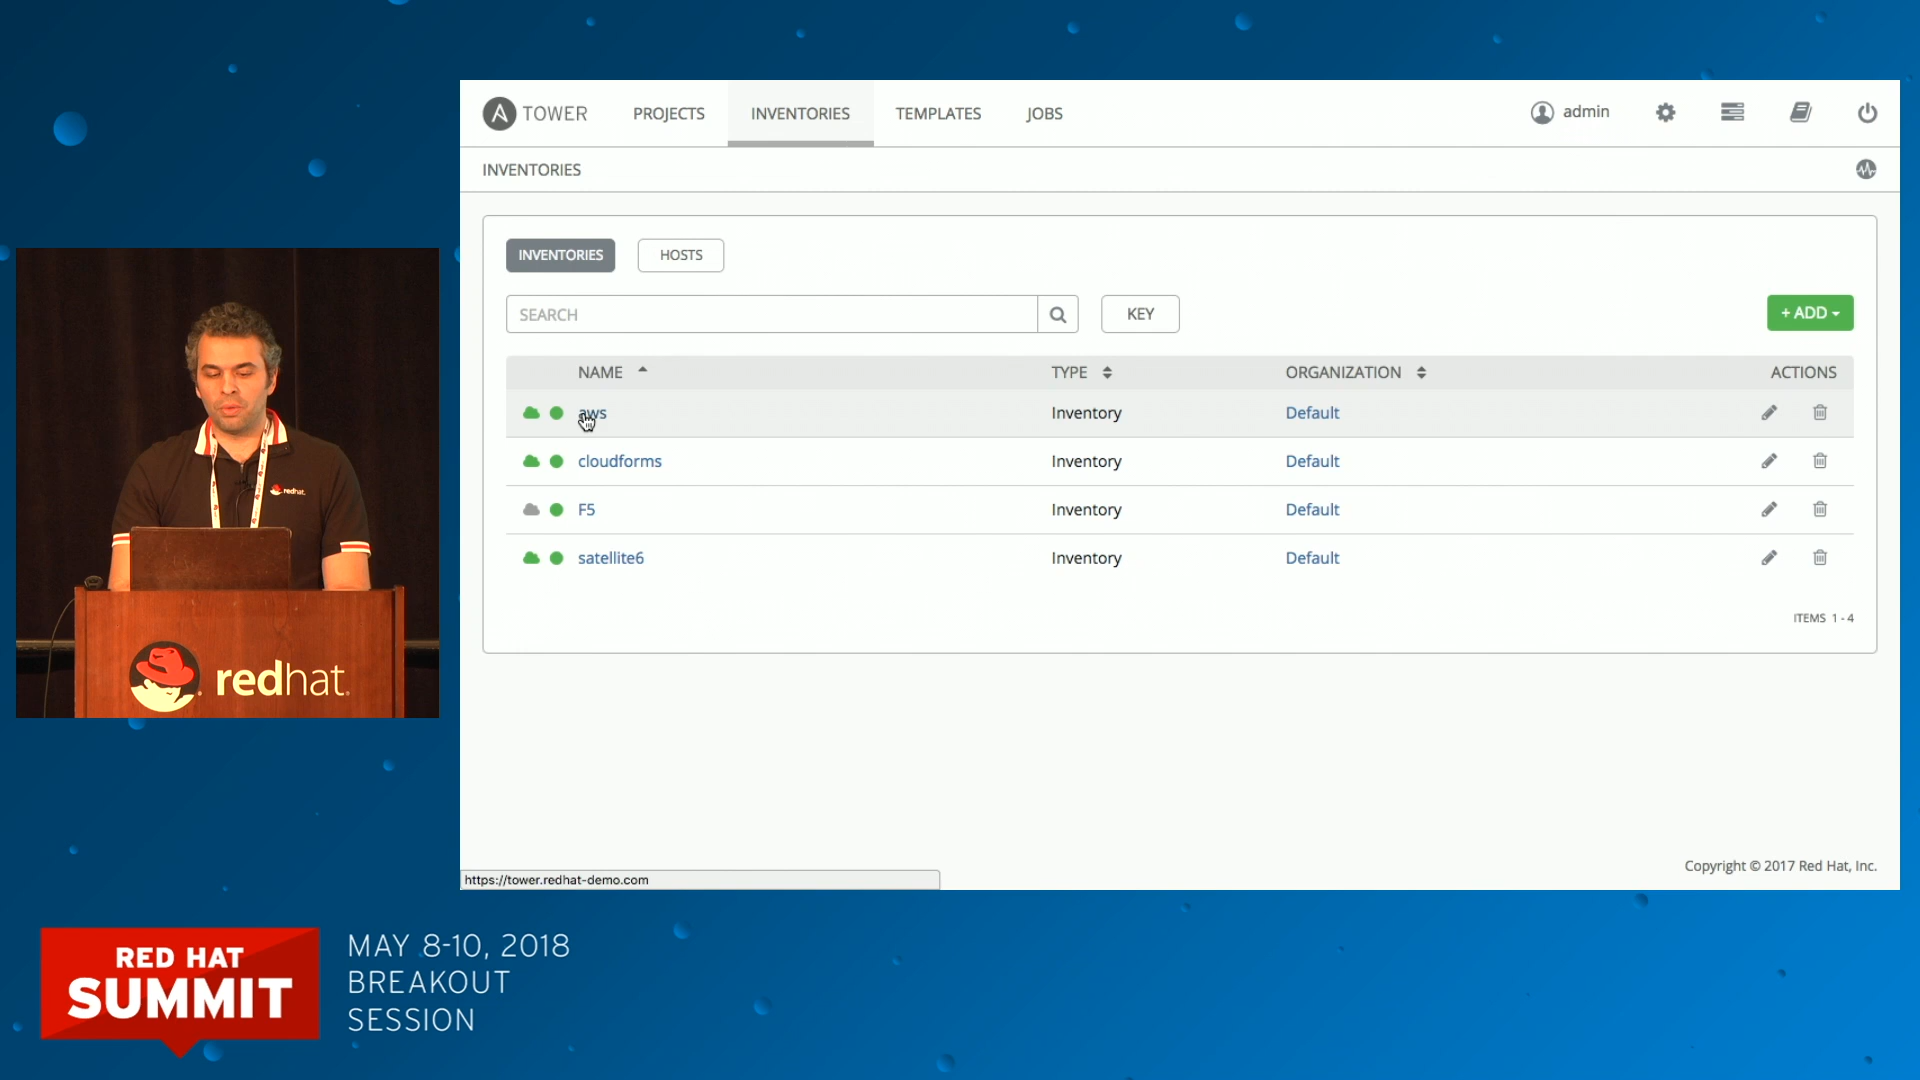 TOWER PROJECTS INVENTORIES TEMPLATES JOBS admin
INVENTORIES
INVENTORIES HOSTS
SEARCH KEY + ADD
NAME TYPE ORGANIZATION ACTIONS
aws Inventory Default
cloudforms Inventory Default
F5 Inventory Default
satellite6 Inventory Default
ITEMS 1 - 4
Copyright © 2017 Red Hat, Inc.
https://tower.redhat-demo.com
redhat.
redhat.
RED HAT
SUMMIT
MAY 8-10, 2018
BREAKOUT
SESSION